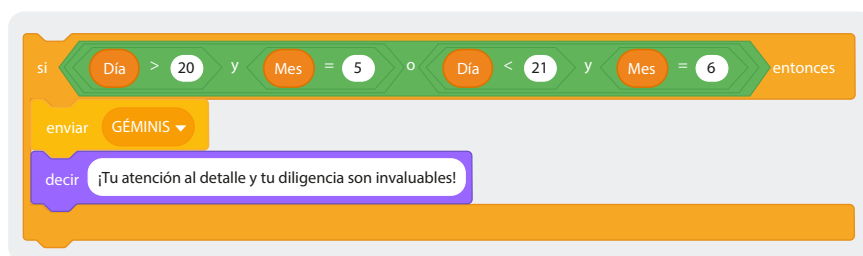 si Día > 20 y Mes = 5 o Día < 21 y Mes = 6 entonces
enviar GÉMINIS
decir ¡Tu atención al detalle y tu diligencia son invaluables!